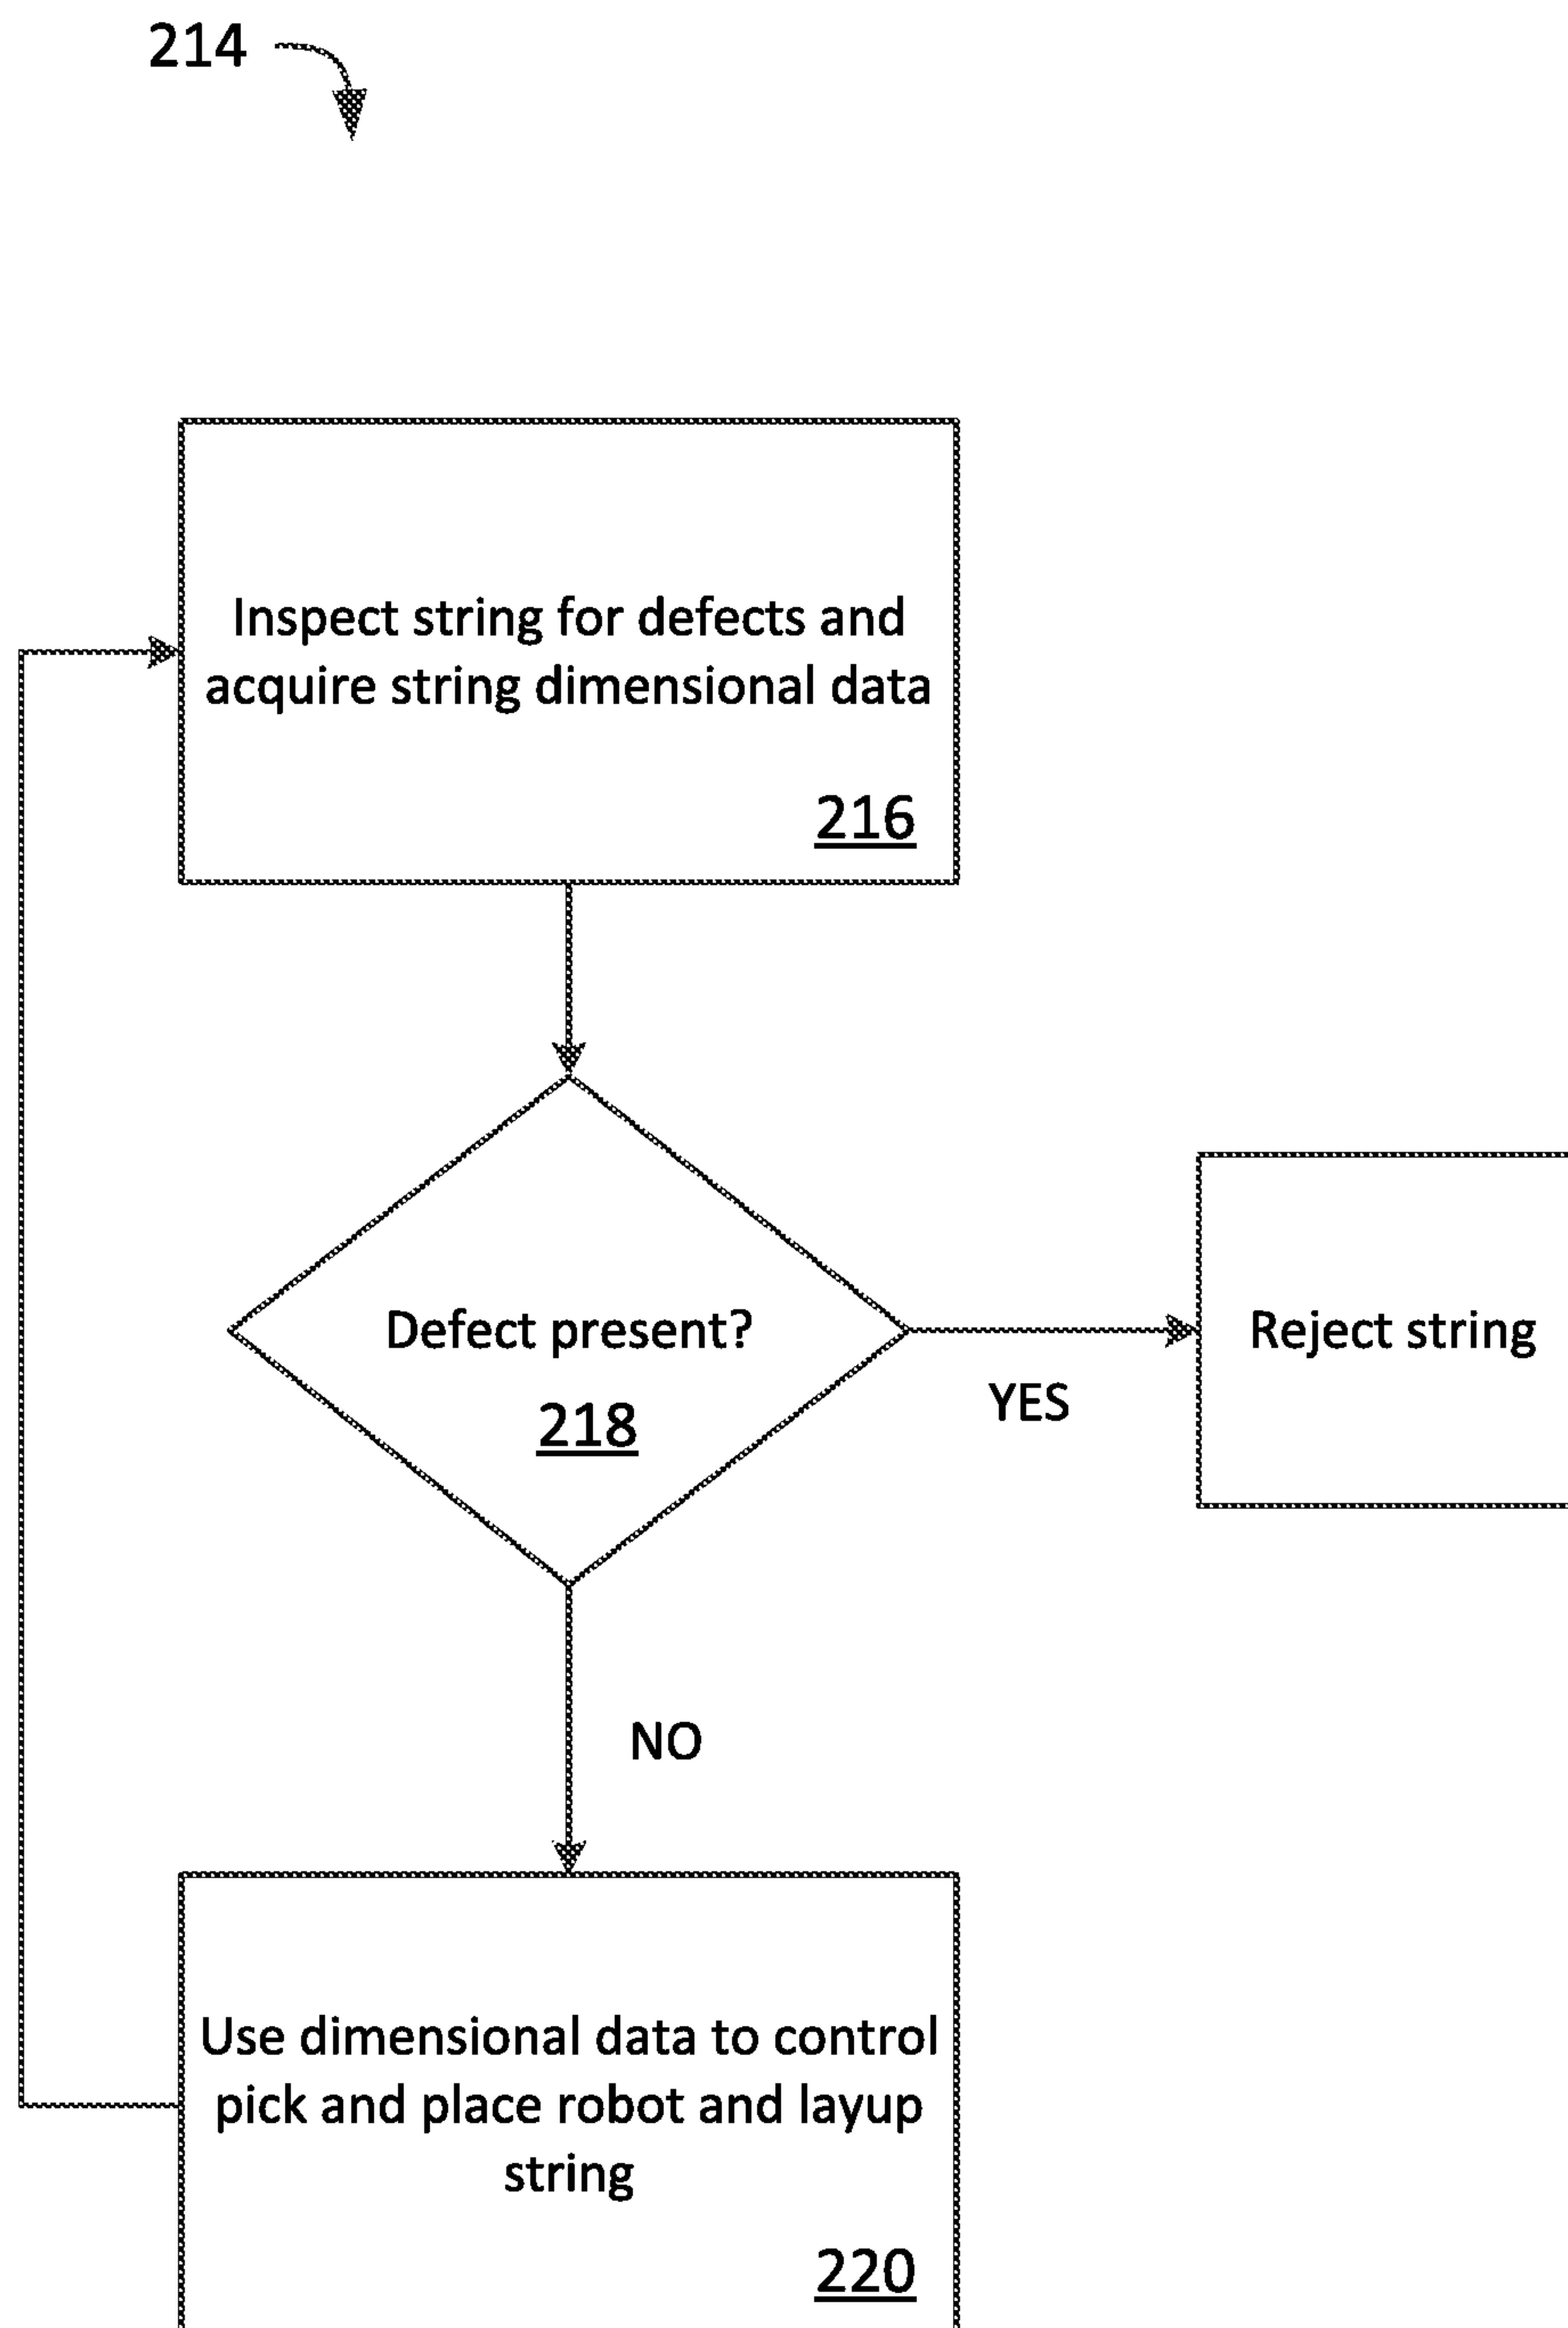 214
Inspect string for defects and
acquire string dimensional data
216
Defect present?
218
YES
Reject string
NO
Use dimensional data to control
pick and place robot and layup
string
220